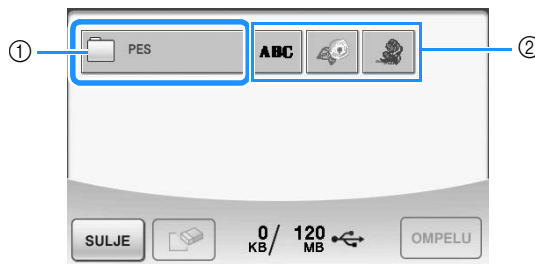 ① PES ABC ②
SULJE 0 KB / 120 MB OMPELU